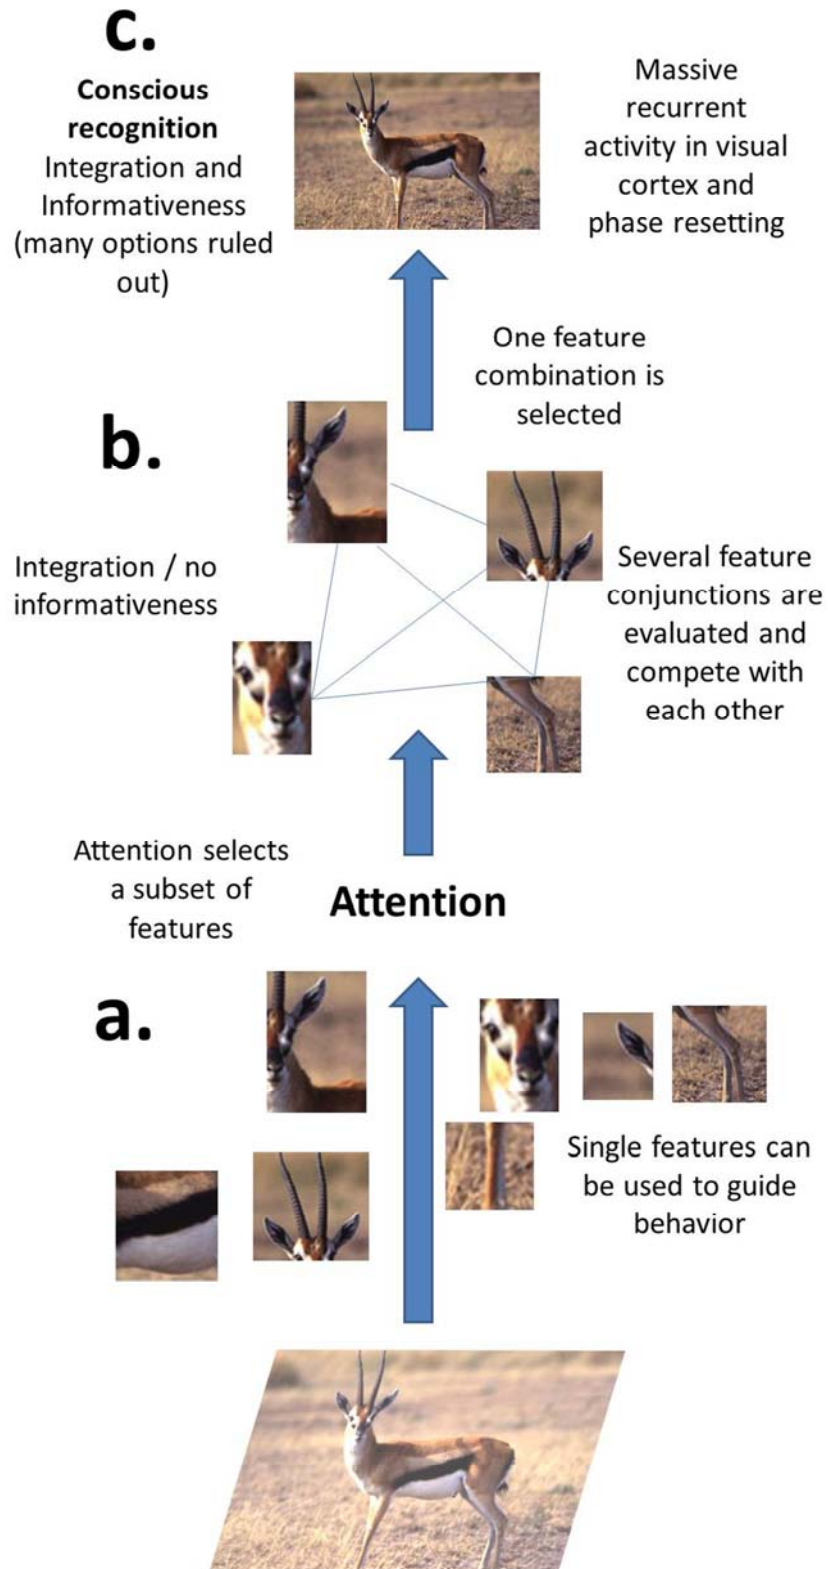 c.
Conscious
recognition
Integration and
Informativeness
(many options ruled
out)
Massive
recurrent
activity in visual
cortex and
phase resetting
One feature
combination is
selected
b.
Integration / no
informativeness
Several feature
conjunctions are
evaluated and
compete with
each other
Attention selects
a subset of
features
Attention
a.
Single features can
be used to guide
behavior